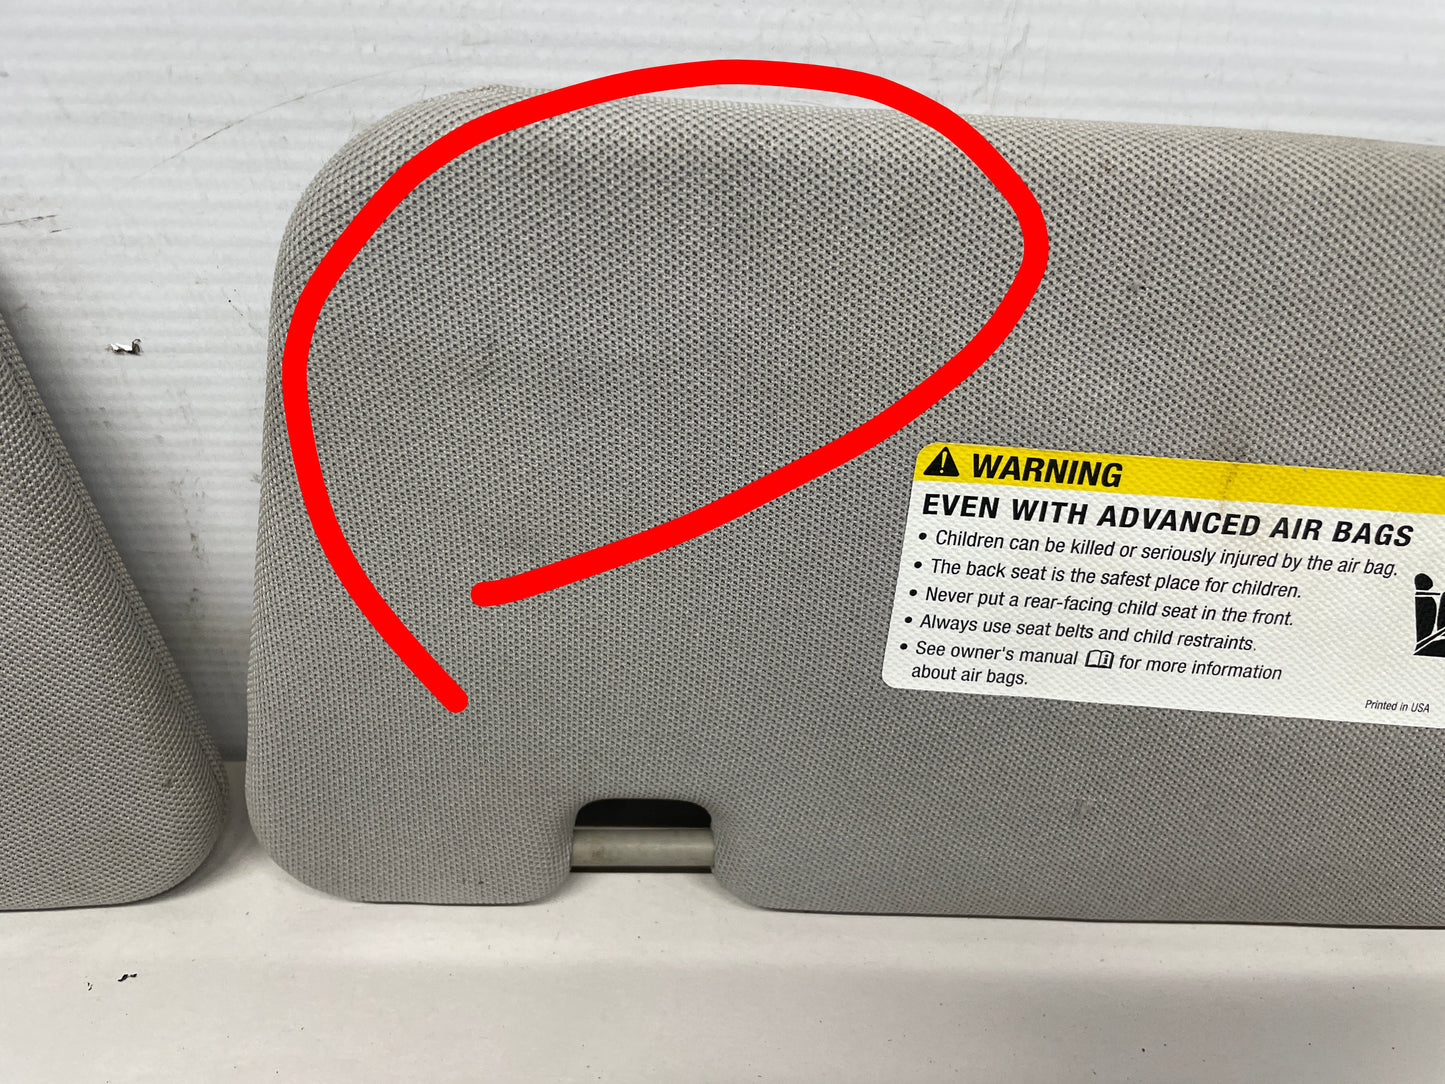 WARNING
EVEN WITH ADVANCED AIR BAGS
• Children can be killed or seriously injured by the air bag.
• The back seat is the safest place for children.
• Never put a rear-facing child seat in the front.
• Always use seat belts and child restraints.
• See owner's manual for more information
about air bags.
Printed in USA